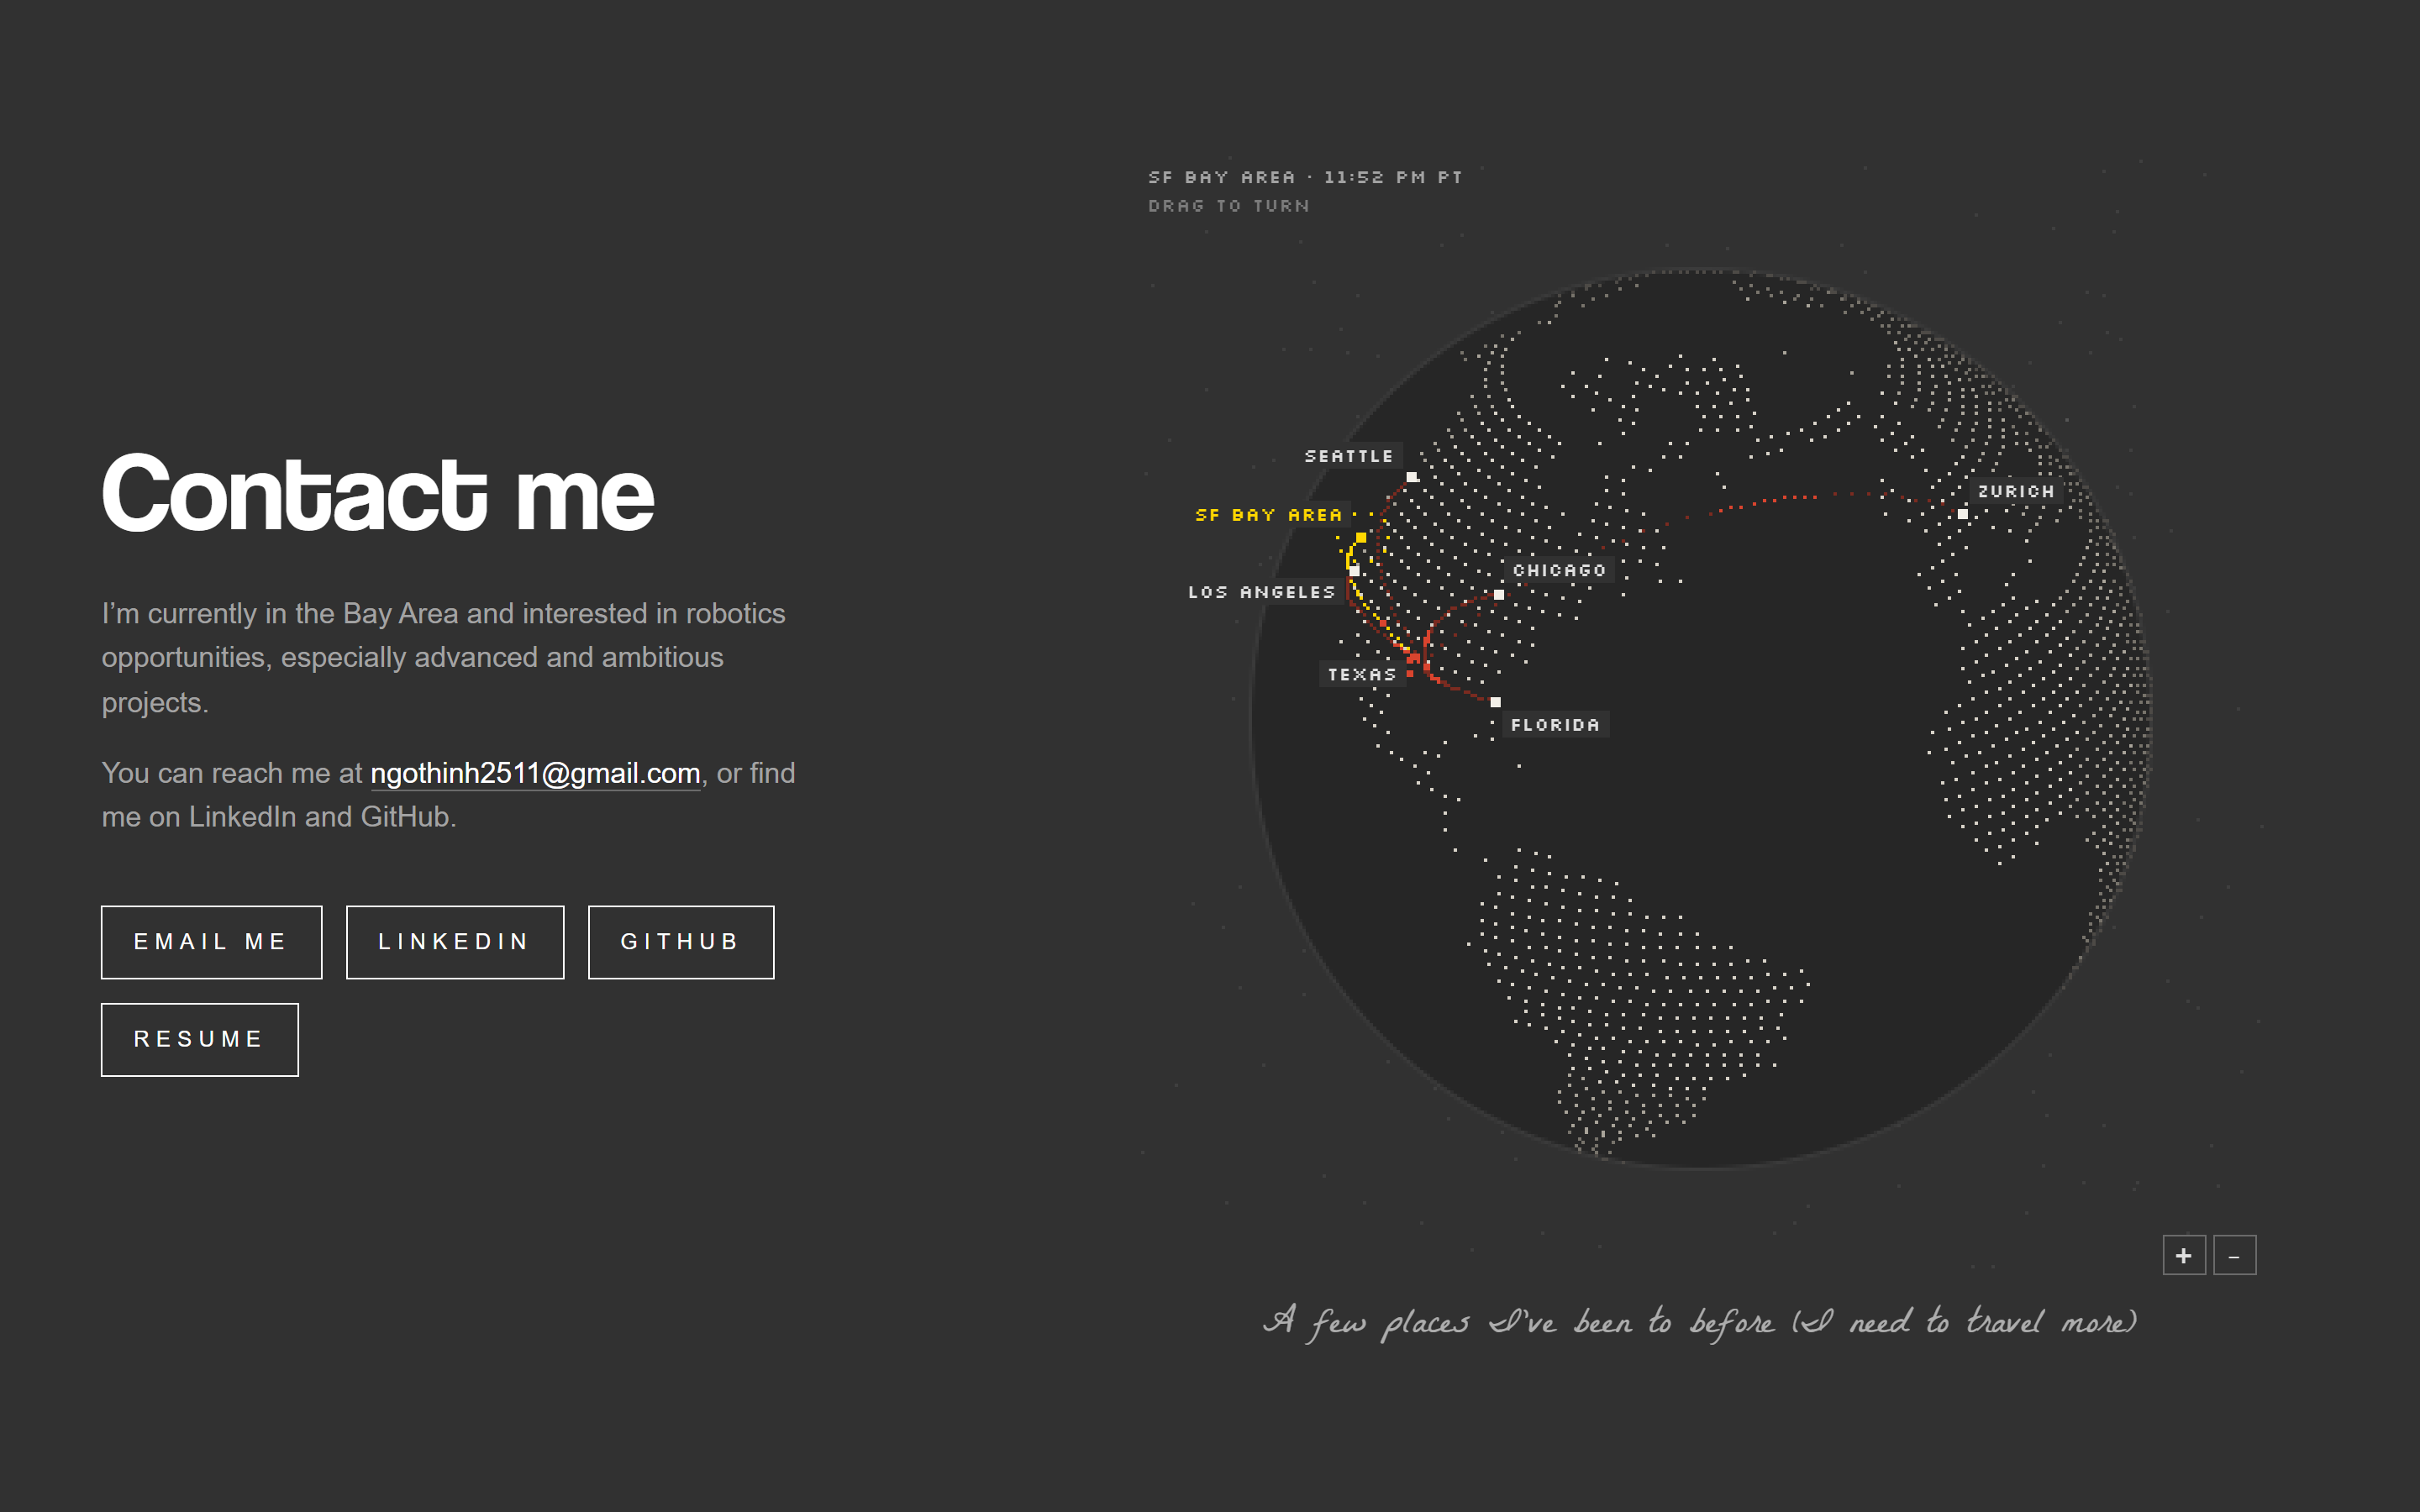 SF BAY AREA · 11:52 PM PT
DRAG TO TURN
Contact me
I’m currently in the Bay Area and interested in robotics
opportunities, especially advanced and ambitious
projects.
You can reach me at ngothinh2511@gmail.com, or find
me on LinkedIn and GitHub.
EMAIL ME
LINKEDIN
GITHUB
RESUME
SEATTLE
ZURICH
SF BAY AREA
CHICAGO
LOS ANGELES
TEXAS
FLORIDA
+
-
A few places I've been to before (I need to travel more)